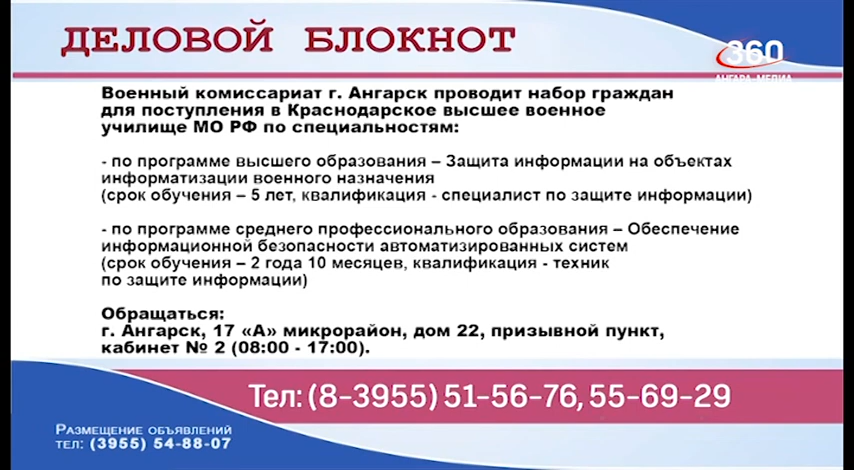 ДЕЛОВОЙ БЛОКНОТ
360
АНГАРА-МЕДИА
Военный комиссариат г. Ангарск проводит набор граждан
для поступления в Краснодарское высшее военное
училище МО РФ по специальностям:
- по программе высшего образования – Защита информации на объектах
информатизации военного назначения
(срок обучения – 5 лет, квалификация - специалист по защите информации)
- по программе среднего профессионального образования – Обеспечение
информационной безопасности автоматизированных систем
(срок обучения – 2 года 10 месяцев, квалификация - техник
по защите информации)
Обращаться:
г. Ангарск, 17 «А» микрорайон, дом 22, призывной пункт,
кабинет № 2 (08:00 - 17:00).
Тел: (8-3955) 51-56-76, 55-69-29
Размещение объявлений
тел: (3955) 54-88-07